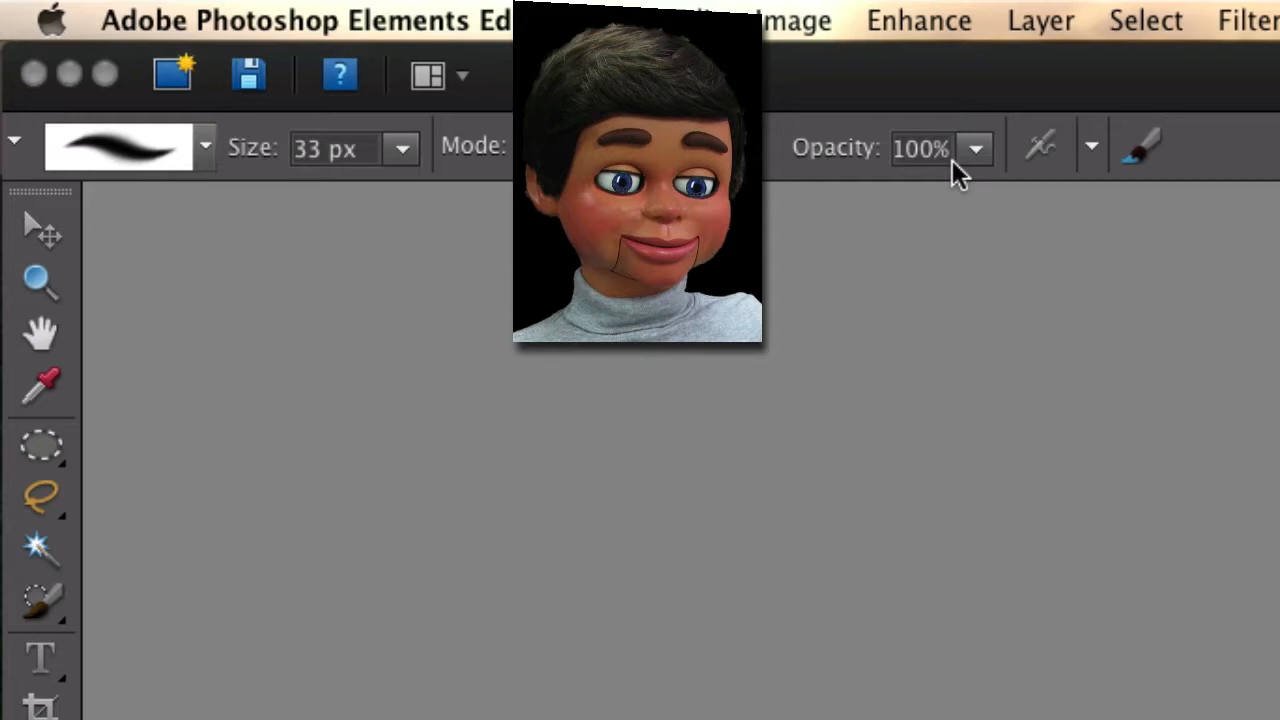 Adobe Photoshop Elements Ed Image Enhance Layer Select Filter
?
Size: 33 px Mode: Opacity: 100%
T